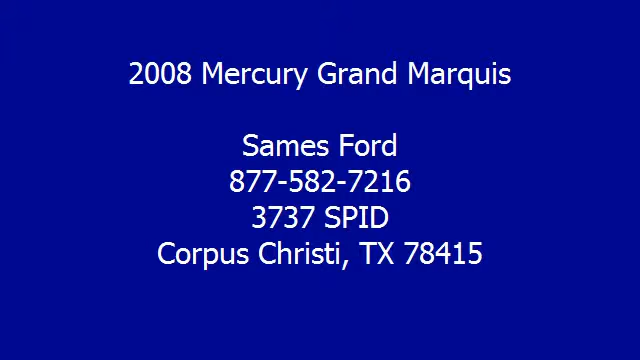 2008 Mercury Grand Marquis
Sames Ford
877-582-7216
3737 SPID
Corpus Christi, TX 78415